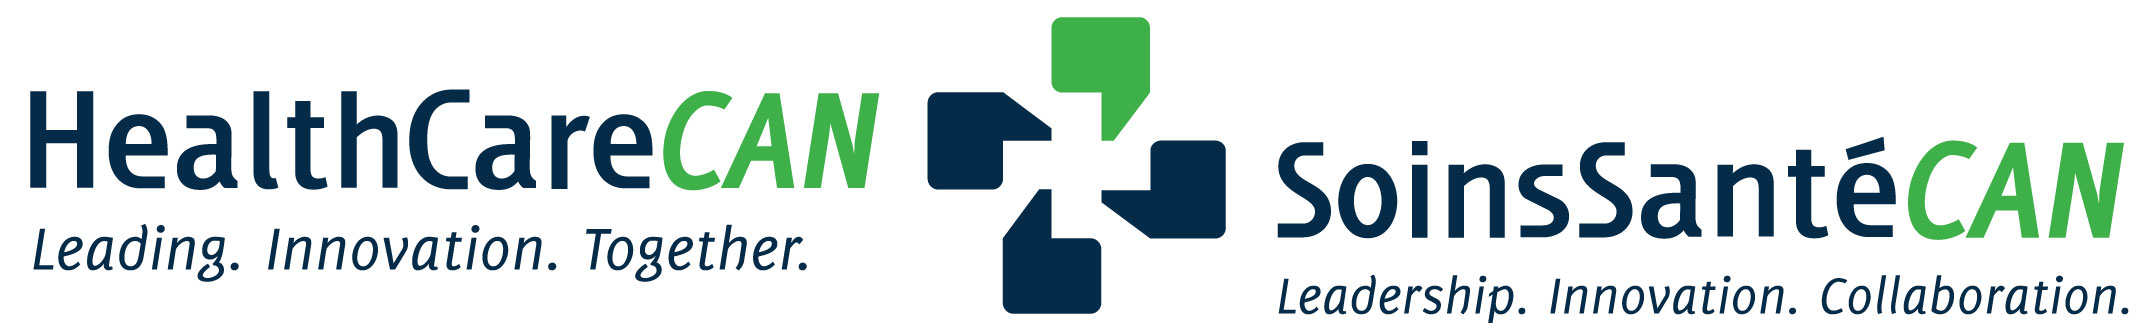 HealthCareCAN
Leading. Innovation. Together.
SoinsSantéCAN
Leadership. Innovation. Collaboration.